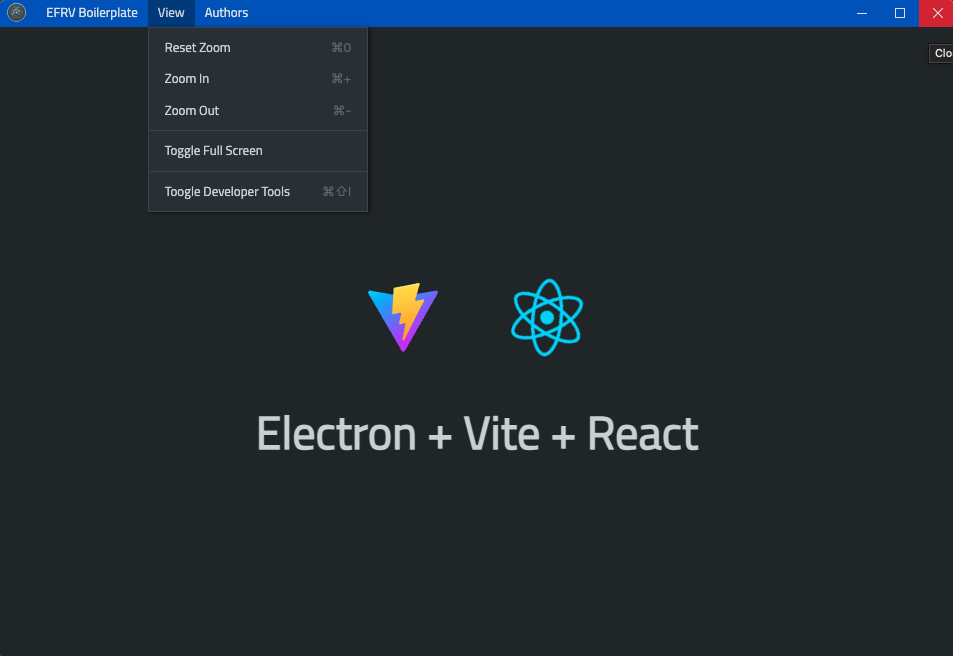 EFRV Boilerplate View Authors
Clo
Reset Zoom ⌘0
Zoom In ⌘+
Zoom Out ⌘-
Toggle Full Screen
Toogle Developer Tools ⌘⇧I
Electron + Vite + React